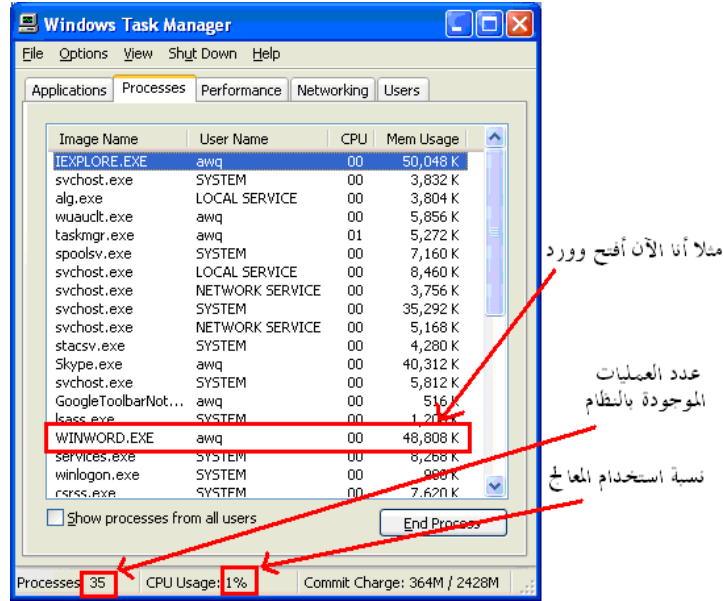 Windows Task Manager
File Options View Shut Down Help
Applications Processes Performance Networking Users
Image Name User Name CPU Mem Usage
IEXPLORE.EXE awq 00 50,048 K
svchost.exe SYSTEM 00 3,832 K
alg.exe LOCAL SERVICE 00 3,804 K
wuauclt.exe awq 00 5,856 K
taskmgr.exe awq 01 5,272 K
spoolsv.exe SYSTEM 00 7,160 K
svchost.exe LOCAL SERVICE 00 8,460 K
svchost.exe NETWORK SERVICE 00 3,756 K
svchost.exe SYSTEM 00 35,292 K
svchost.exe NETWORK SERVICE 00 5,168 K
stacsv.exe SYSTEM 00 4,280 K
Skype.exe awq 00 40,312 K
svchost.exe SYSTEM 00 5,812 K
GoogleToolbarNot... awq 00 516 K
lsass.exe SYSTEM 00 K
WINWORD.EXE awq 00 48,808 K
services.exe SYSTEM 00 8,268 K
winlogon.exe SYSTEM 00 K
csrss.exe SYSTEM 00 7,620 K
Show processes from all users
End Process
Processes: 35 CPU Usage: 1% Commit Charge: 364M / 2428M
مثلا أنا الآن أفتح وورد
عدد العمليات
الموجودة بالنظام
نسبة استخدام المعالج